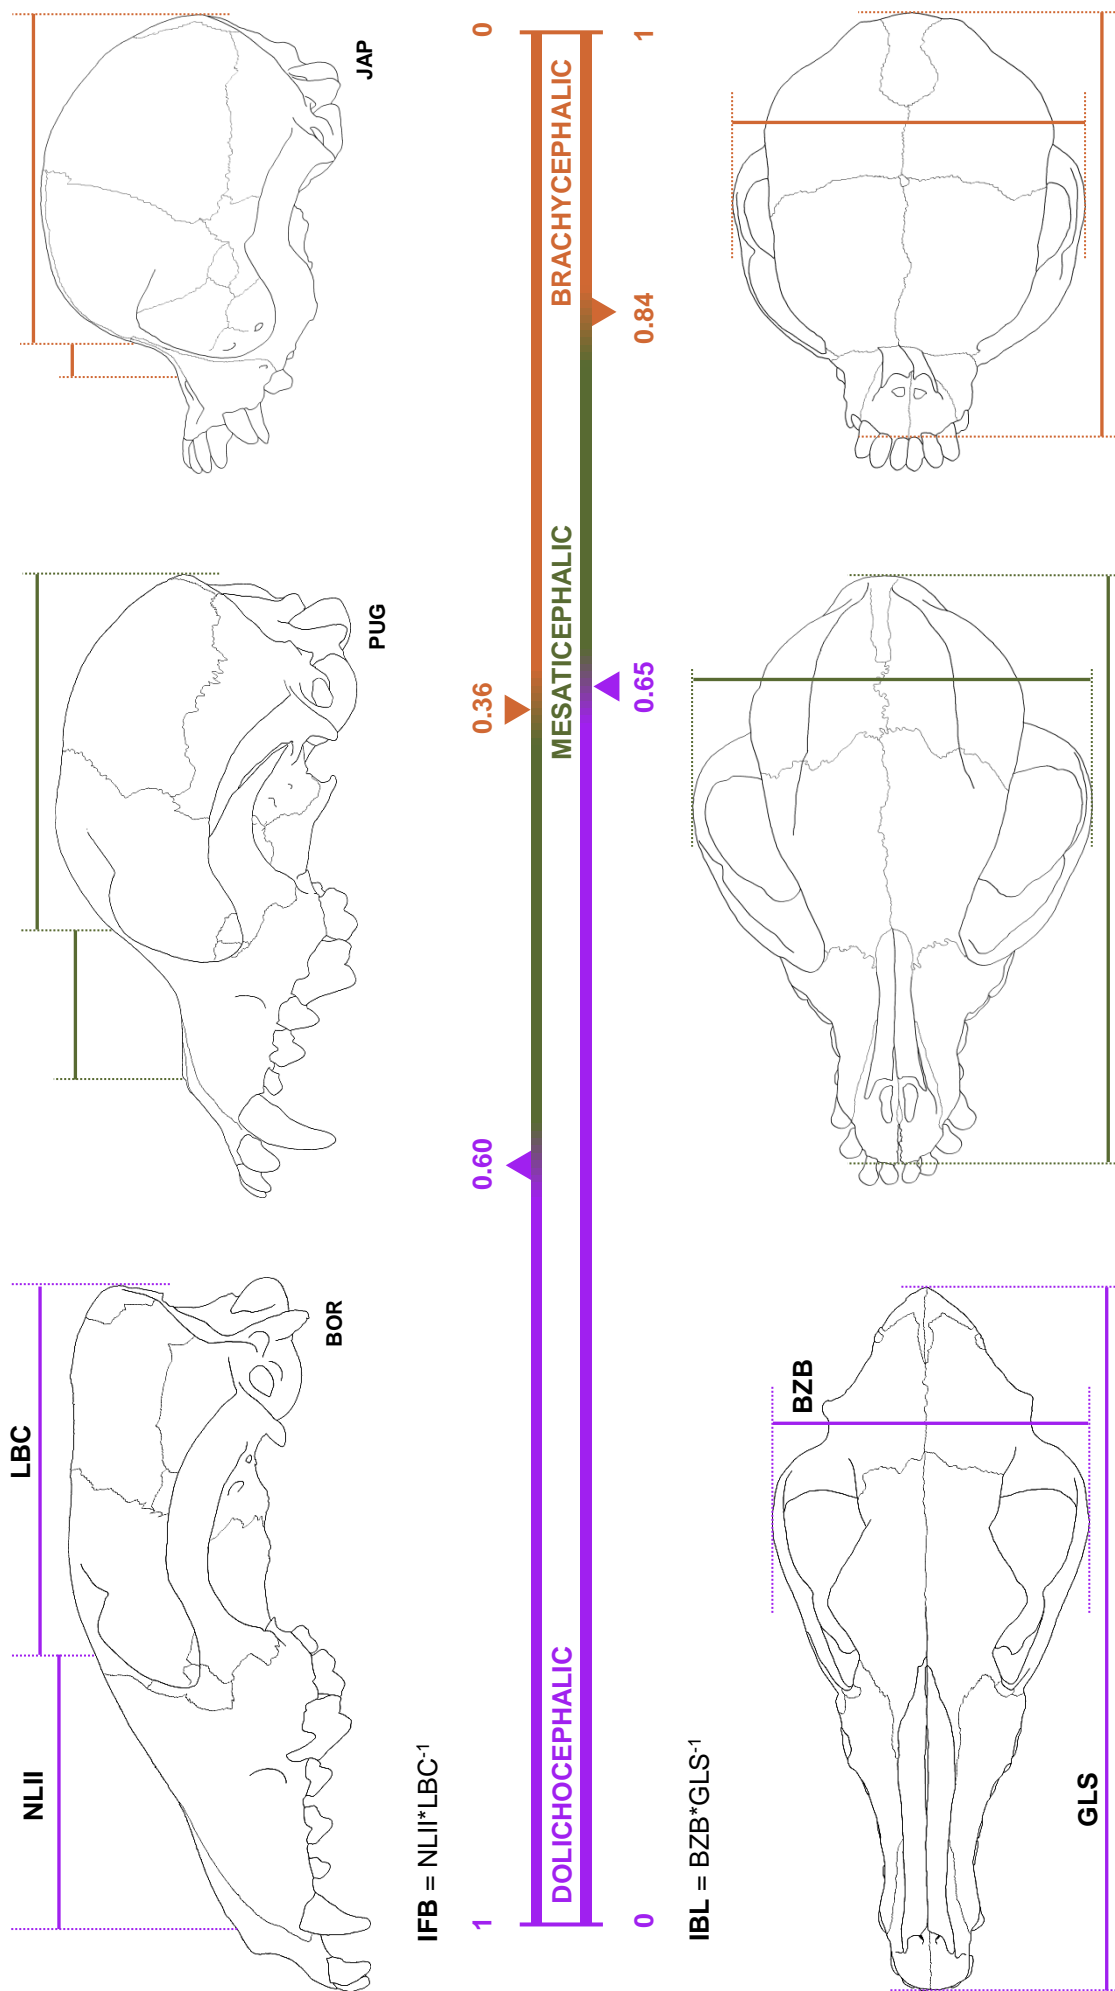 LBC
NLII
BOR
PUG
JAP
IFB = NLII*LBC⁻¹
1
0.60
0.36
0
DOLICHOCEPHALIC
MESATICEPHALIC
BRACHYCEPHALIC
0
0.65
0.84
1
IBL = BZB*GLS⁻¹
BZB
GLS